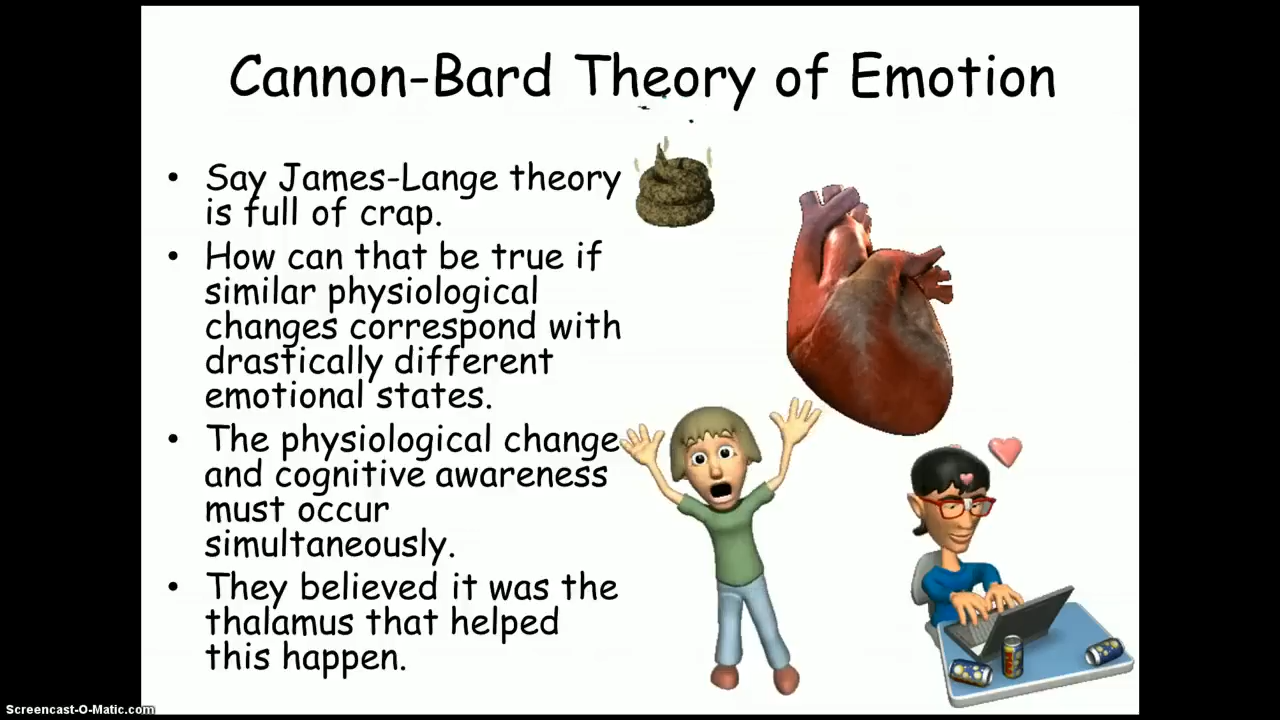 Cannon-Bard Theory of Emotion
• Say James-Lange theory
is full of crap.
• How can that be true if
similar physiological
changes correspond with
drastically different
emotional states.
• The physiological change
and cognitive awareness
must occur
simultaneously.
• They believed it was the
thalamus that helped
this happen.
Screencast-O-Matic.com